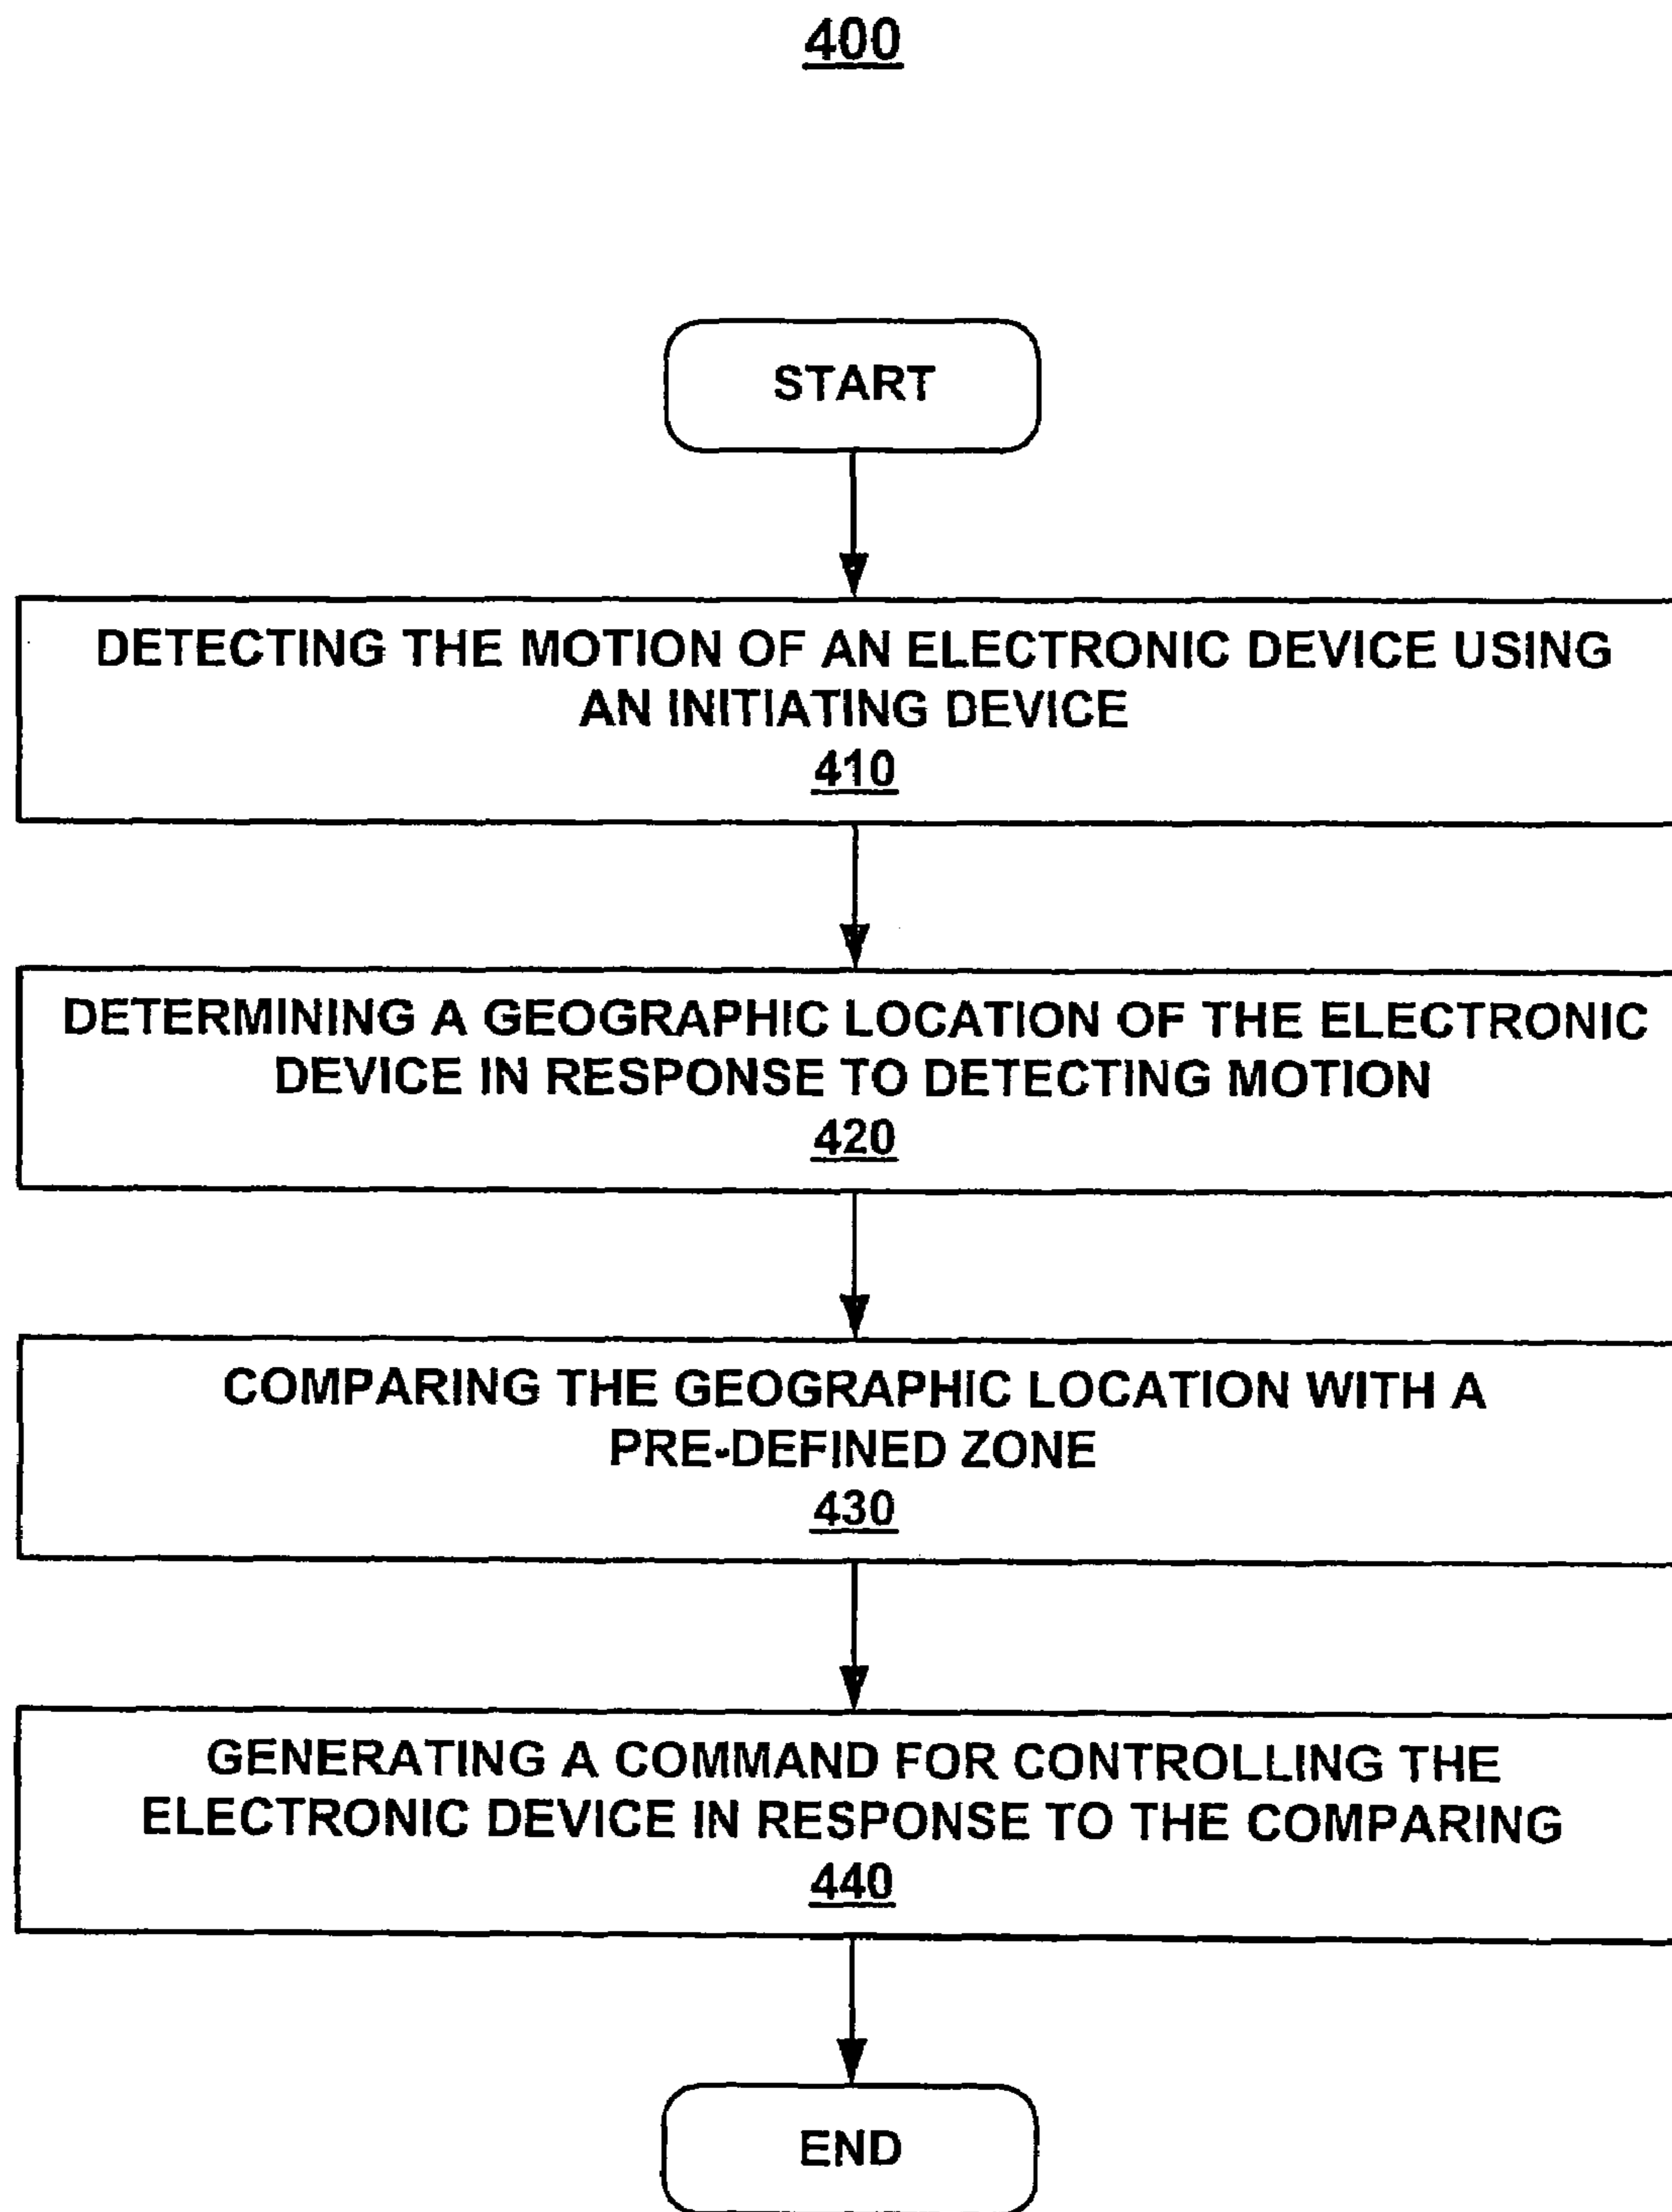 400
START
DETECTING THE MOTION OF AN ELECTRONIC DEVICE USING
AN INITIATING DEVICE
410
DETERMINING A GEOGRAPHIC LOCATION OF THE ELECTRONIC
DEVICE IN RESPONSE TO DETECTING MOTION
420
COMPARING THE GEOGRAPHIC LOCATION WITH A
PRE-DEFINED ZONE
430
GENERATING A COMMAND FOR CONTROLLING THE
ELECTRONIC DEVICE IN RESPONSE TO THE COMPARING
440
END